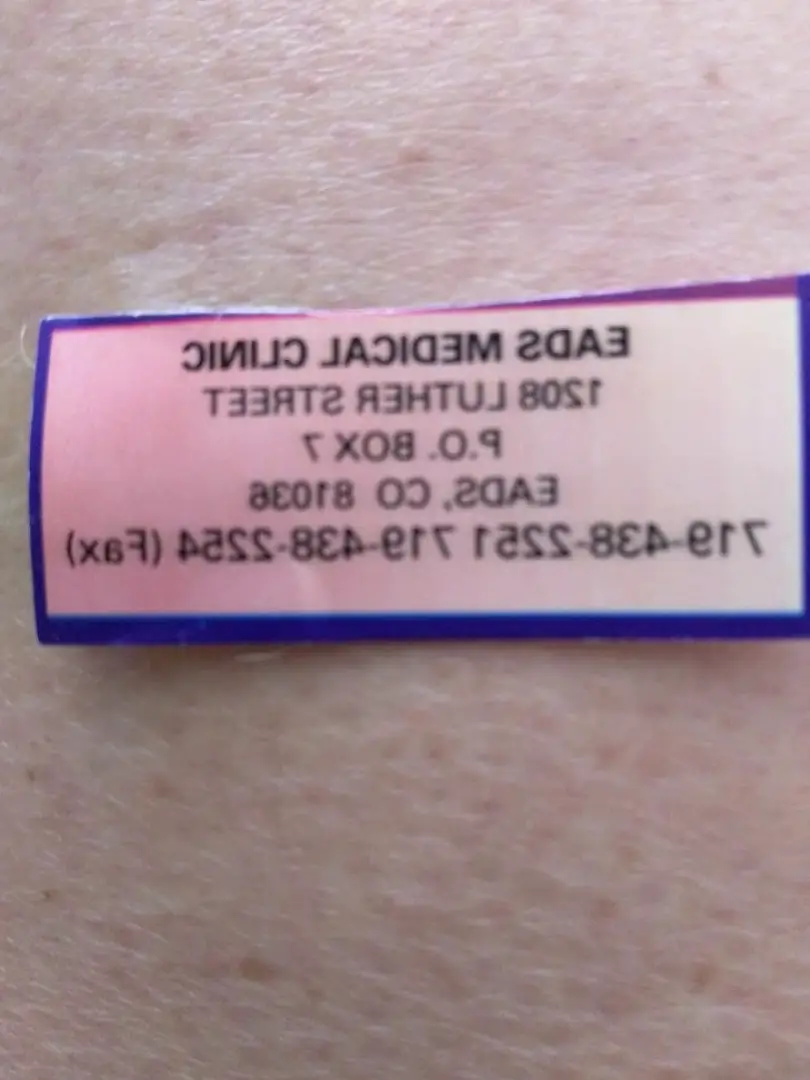 EADS MEDICAL CLINIC
1208 LUTHER STREET
P.O. BOX 7
EADS, CO 81036
719-438-2251 719-438-2254 (Fax)